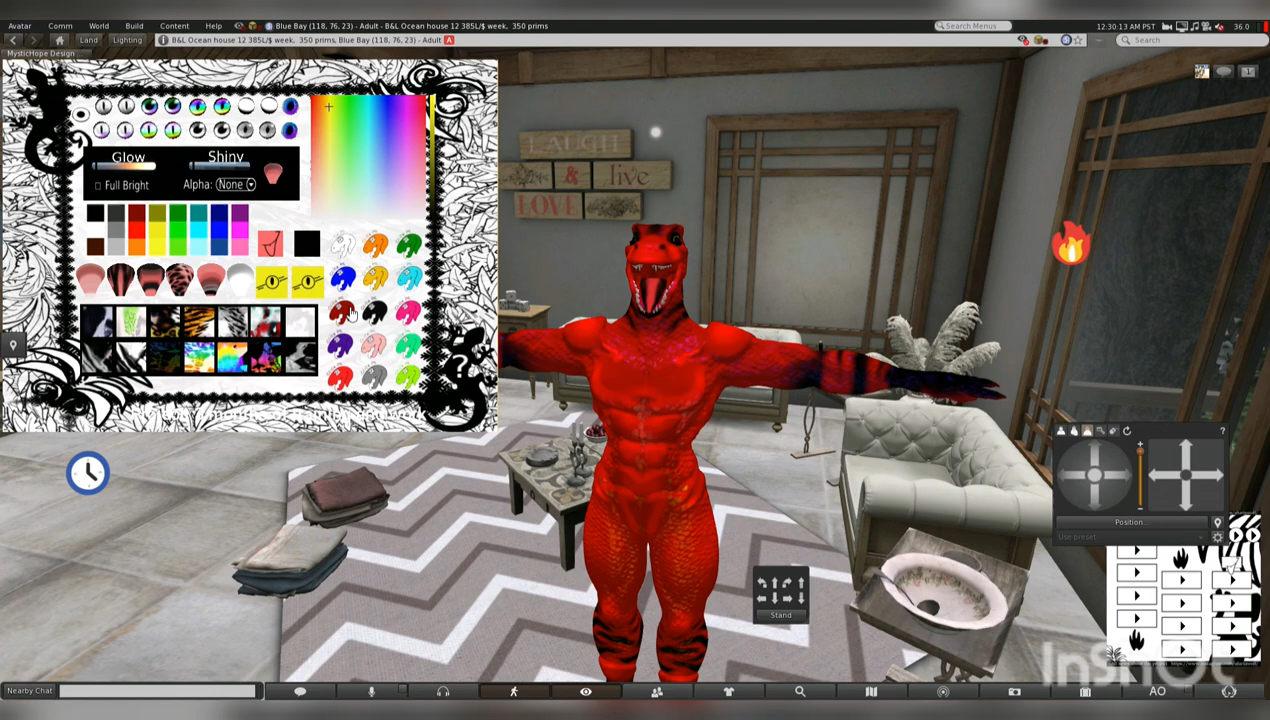 Avatar Comm World Build Content Help Blue Bay (118, 76, 23) - Adult - B&L Ocean house 12 385L/$ week, 350 prims Search Menus 12:30:13 AM PST 36.0
Land Lighting B&L Ocean house 12 385L/$ week, 350 prims, Blue Bay (118, 76, 23) - Adult A Search
MysticHope Design
LAUGH
& live
LOVE
Glow Shiny
Full Bright Alpha: None
?
?
Position...
Use preset
Stand
InShOt
Nearby Chat AO